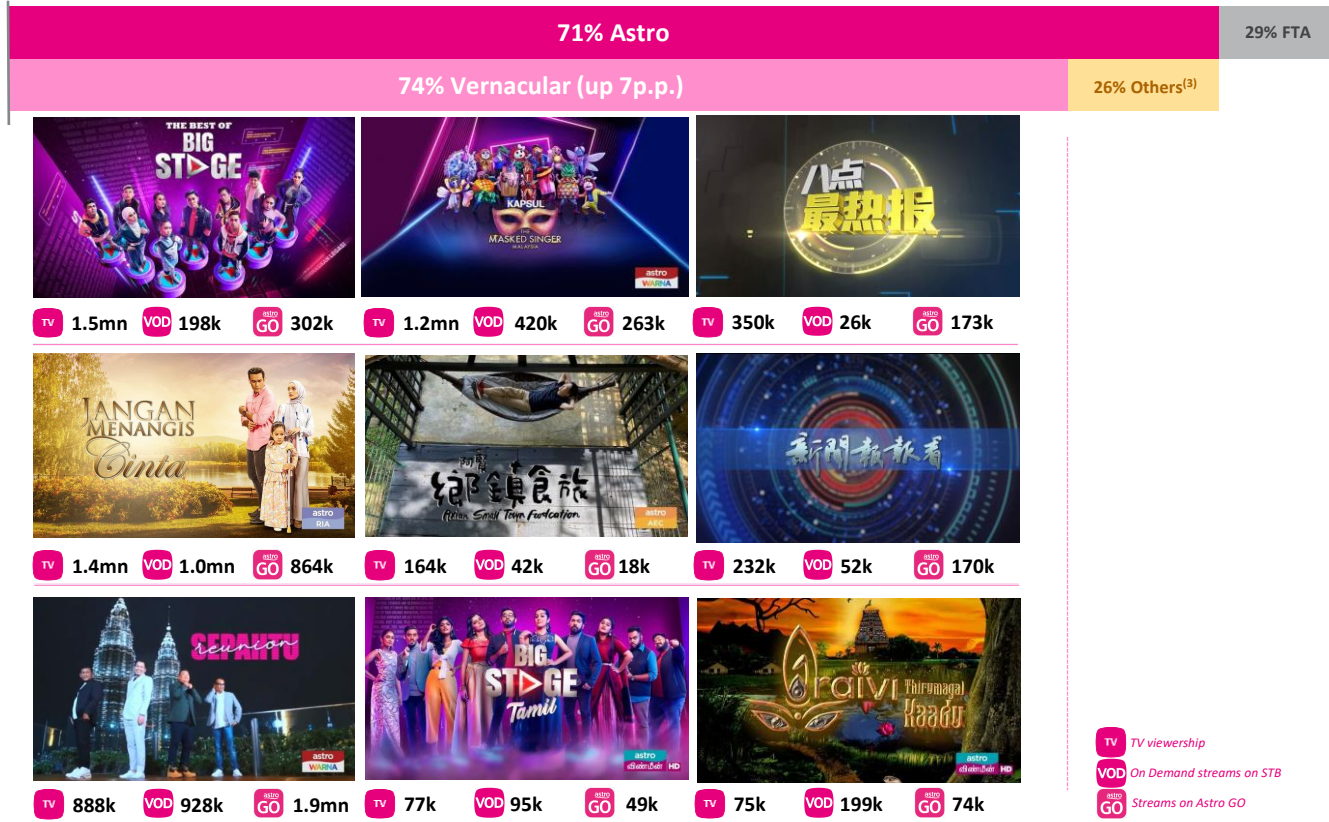 71% Astro
29% FTA
74% Vernacular (up 7p.p.)
26% Others(3)
THE BEST OF
BIG
STAGE
KAPSUL
THE
MASKED SINGER
MALAYSIA
astro
WARNA
八点
最热报
TV 1.5mn VOD 198k astro GO 302k
TV 1.2mn VOD 420k astro GO 263k
TV 350k VOD 26k astro GO 173k
JANGAN
MENANGIS
Cinta
astro
RIA
阿賢
鄉鎮食旅
Ahxian Small Town Foodcation
astro
AEC
新聞報報看
TV 1.4mn VOD 1.0mn astro GO 864k
TV 164k VOD 42k astro GO 18k
TV 232k VOD 52k astro GO 170k
SEPAHTU
reunion
astro
WARNA
BIG
STAGE
Tamil
astro
விண்மீன் HD
Iraivi Thirumagal
Kaadu
astro
விண்மீன் HD
TV 888k VOD 928k astro GO 1.9mn
TV 77k VOD 95k astro GO 49k
TV 75k VOD 199k astro GO 74k
TV TV viewership
VOD On Demand streams on STB
astro GO Streams on Astro GO